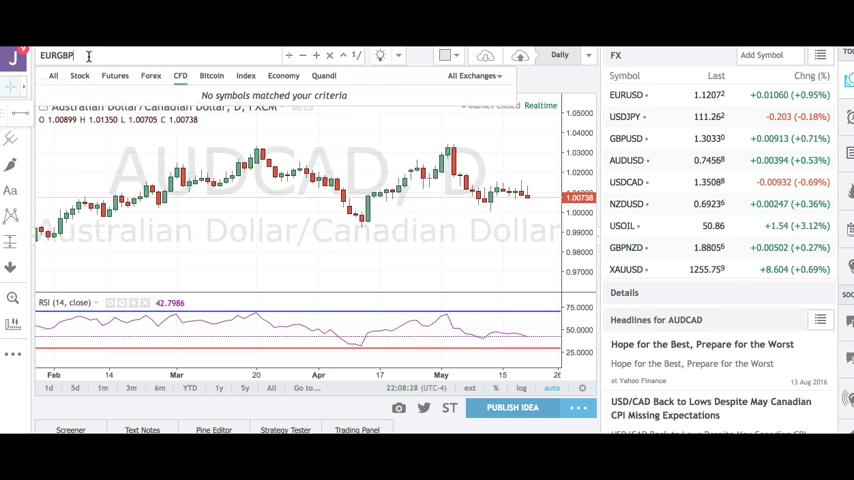 J
EURGBP
1/
Daily
All Stock Futures Forex CFD Bitcoin Index Economy Quandl All Exchanges
No symbols matched your criteria
Australian Dollar/Canadian Dollar, D, FXCM
Market Closed Realtime
O 1.00899 H 1.01350 L 1.00705 C 1.00738
AUDCAD, D
Australian Dollar/Canadian Dollar
1.05000
1.04000
1.03000
1.02000
1.00738
0.99000
0.98000
0.97000
RSI (14, close) 42.7986
75.0000
50.0000
25.0000
Feb 20 Mar 20 Apr 17 May 15
1d 5d 1m 3m 6m YTD 1y 5y All Go to... 22:08:28 (UTC-4) ext % log auto
ST PUBLISH IDEA
Screener Text Notes Pine Editor Strategy Tester Trading Panel
FX Add Symbol
Symbol Last Chng (%)
EURUSD 1.12072 +0.01060 (+0.95%)
USDJPY 111.262 -0.203 (-0.18%)
GBPUSD 1.30330 +0.00913 (+0.71%)
AUDUSD 0.74568 +0.00394 (+0.53%)
USDCAD 1.35088 -0.00932 (-0.69%)
NZDUSD 0.69236 +0.00247 (+0.36%)
USOIL 50.86 +1.54 (+3.12%)
GBPNZD 1.88056 +0.00502 (+0.27%)
XAUUSD 1255.759 +8.604 (+0.69%)
Details
Headlines for AUDCAD
Hope for the Best, Prepare for the Worst
Hope for the Best, Prepare for the Worst
st Yahoo Finance 13 Aug 2016
USD/CAD Back to Lows Despite May Canadian
CPI Missing Expectations